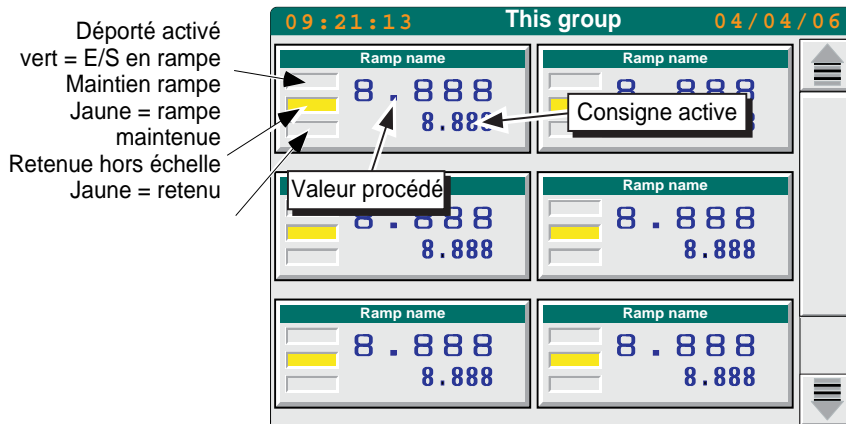 Déporté activé
vert = E/S en rampe
Maintien rampe
Jaune = rampe
maintenue
Retenue hors échelle
Jaune = retenu
09:21:13 This group 04/04/06
Ramp name
8.888
8.888
Ramp name
8.888
Consigne active
Valeur procédé
8.888
8.888
Ramp name
8.888
8.888
Ramp name
8.888
8.888
Ramp name
8.888
8.888